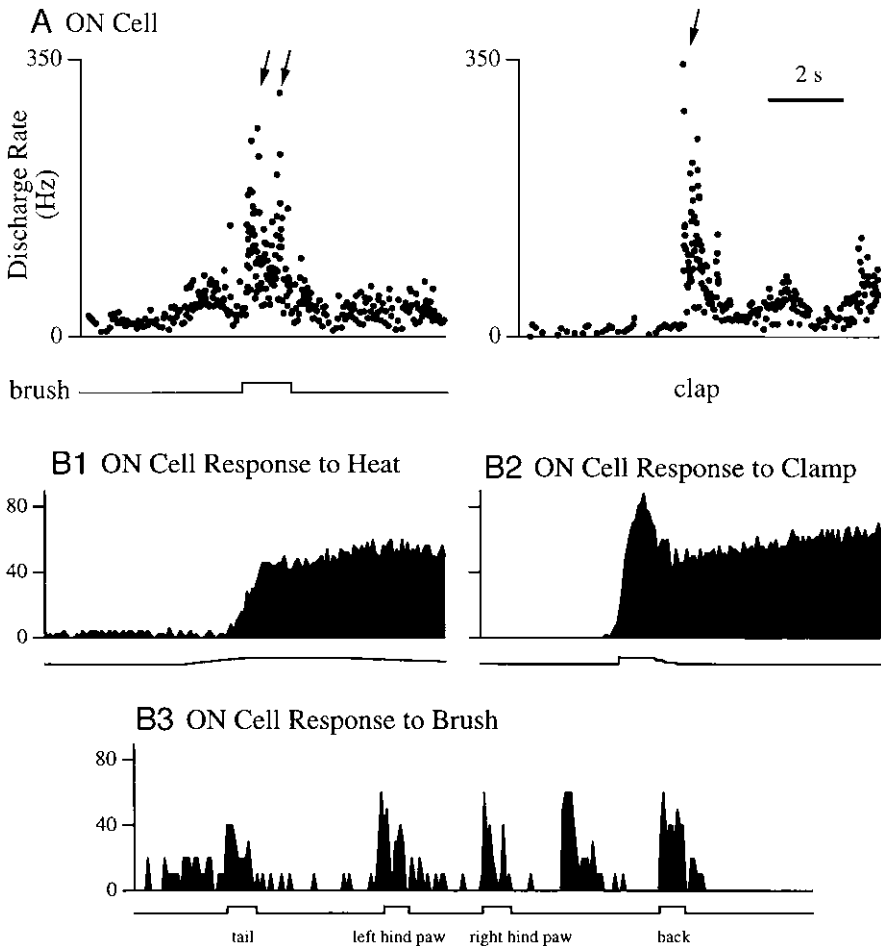 A ON Cell
350
Discharge Rate
(Hz)
0
brush
350
2 s
0
clap
B1 ON Cell Response to Heat
80
40
0
B2 ON Cell Response to Clamp
B3 ON Cell Response to Brush
80
40
0
tail
left hind paw
right hind paw
back